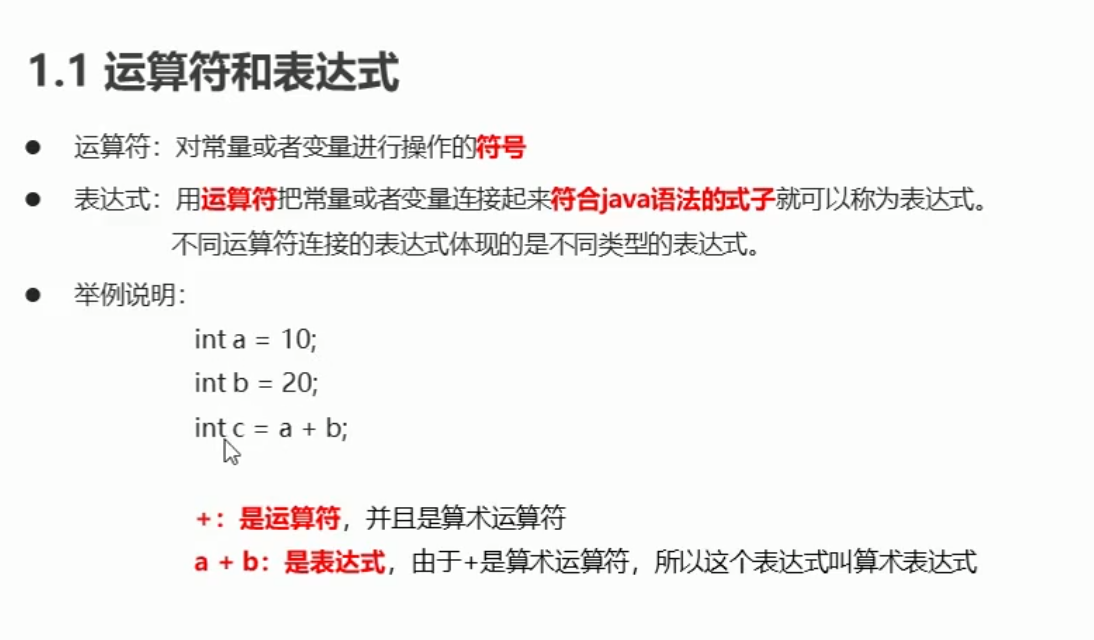 1.1 运算符和表达式
● 运算符：对常量或者变量进行操作的符号
● 表达式：用运算符把常量或者变量连接起来符合java语法的式子就可以称为表达式。
不同运算符连接的表达式体现的是不同类型的表达式。
● 举例说明：
int a = 10;
int b = 20;
int c = a + b;
+：是运算符，并且是算术运算符
a + b：是表达式，由于+是算术运算符，所以这个表达式叫算术表达式